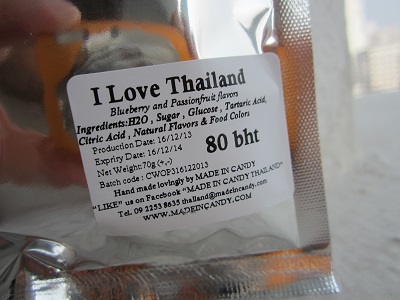 I Love Thailand
Blueberry and Passionfruit flavors
Ingredients:H2O , Sugar , Glucose , Tartaric Acid,
Citric Acid , Natural Flavors & Food Colors
Production Date: 16/12/13
Expriry Date: 16/12/14
80 bht
Net Weight:70g (+,-)
Batch code : CWOP316122013
Hand made lovingly by MADE IN CANDY
"LIKE" us on Facebook "MADE IN CANDY THAILAND"
Tel. 09 2253 8635 thailand@madeincandy.com
WWW.MADEINCANDY.COM